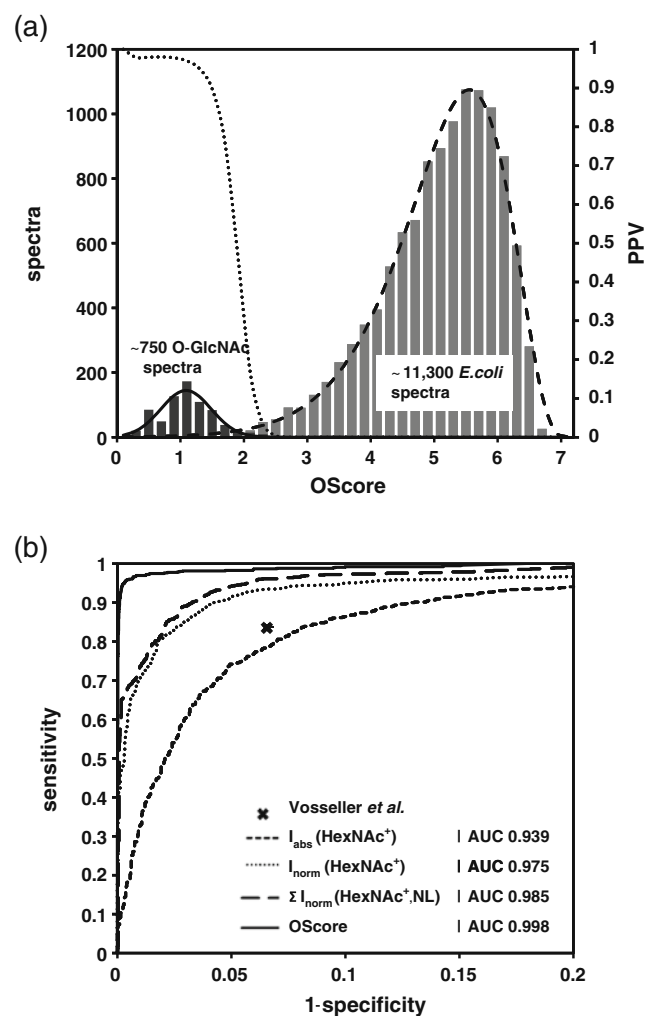 (a)
1200
1000
800
600
400
200
0
spectra
1
0.9
0.8
0.7
0.6
0.5
0.4
0.3
0.2
0.1
0
PPV
~750 O-GlcNAc
spectra
~ 11,300 E.coli
spectra
0 1 2 3 4 5 6 7
OScore
(b)
1
0.9
0.8
0.7
0.6
0.5
0.4
0.3
0.2
0.1
0
sensitivity
Vosseller et al.
Iabs(HexNAc+) | AUC 0.939
Inorm(HexNAc+) | AUC 0.975
Σ Inorm(HexNAc+,NL) | AUC 0.985
OScore | AUC 0.998
0 0.05 0.1 0.15 0.2
1-specificity